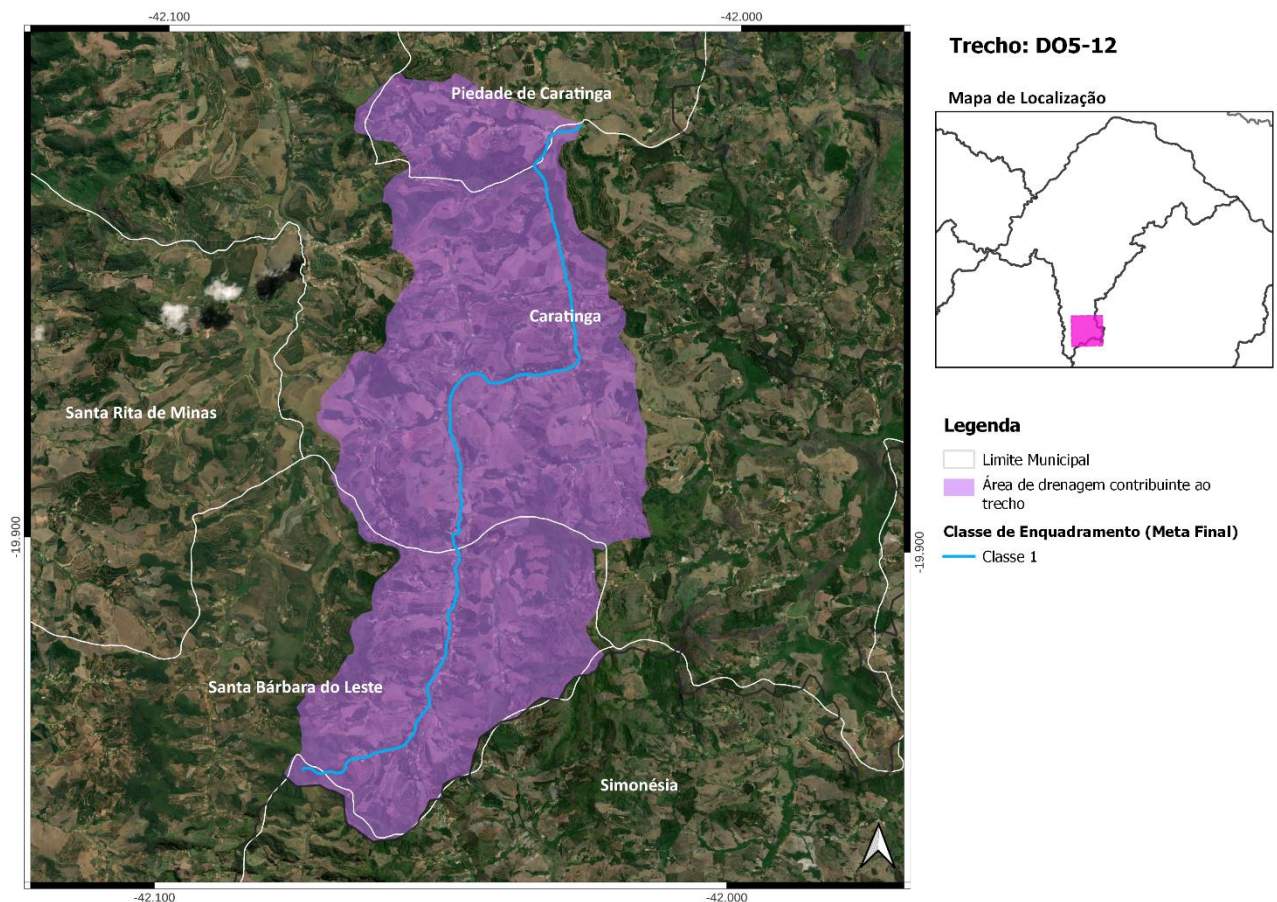 -42.100
-42.000
Trecho: DO5-12
Mapa de Localização
Piedade de Caratinga
Caratinga
Santa Rita de Minas
Legenda
Limite Municipal
Área de drenagem contribuinte ao
trecho
Classe de Enquadramento (Meta Final)
Classe 1
-19.900
-19.900
Santa Bárbara do Leste
Simonésia
-42.100
-42.000